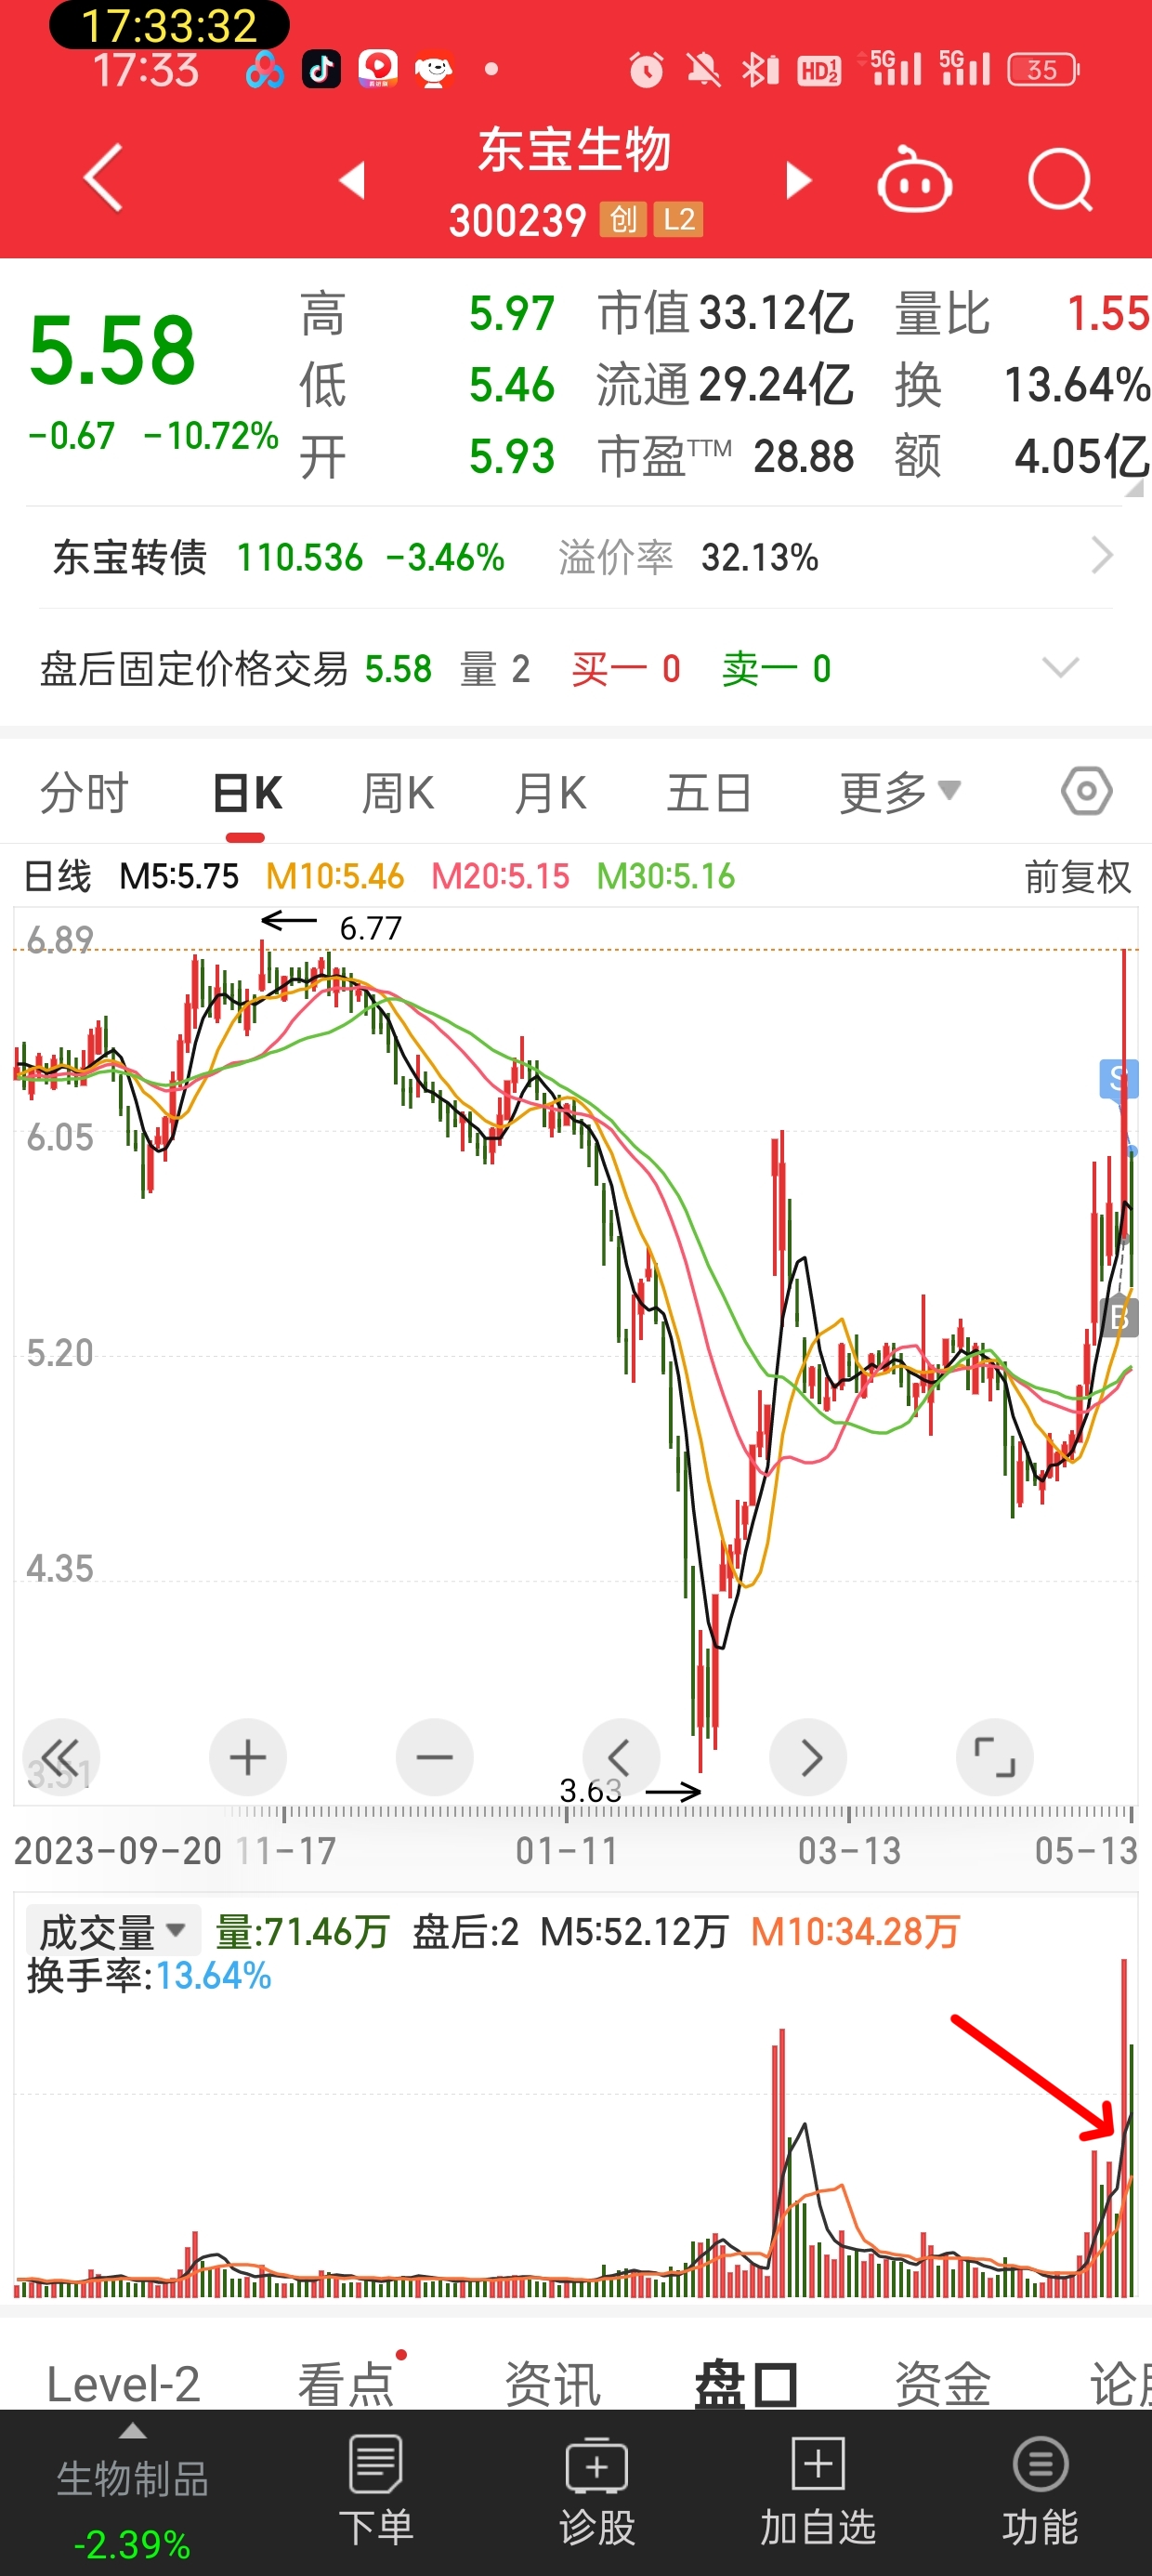 17:33:32
17:33 HD 1 2 5G 5G 35
东宝生物
300239 创 L2
5.58
-0.67 -10.72%
高 5.97 市值 33.12亿 量比 1.55
低 5.46 流通 29.24亿 换 13.64%
开 5.93 市盈TTM 28.88 额 4.05亿
东宝转债 110.536 -3.46% 溢价率 32.13%
盘后固定价格交易 5.58 量 2 买一 0 卖一 0
分时 日K 周K 月K 五日 更多
日线 M5:5.75 M10:5.46 M20:5.15 M30:5.16 前复权
6.89
6.77
S
6.05
B
5.20
4.35
3.51
3.63
2023-09-20 11-17 01-11 03-13 05-13
成交量 量:71.46万 盘后:2 M5:52.12万 M10:34.28万
换手率:13.64%
Level-2 看点 资讯 盘口 资金 论
生物制品 下单 诊股 加自选 功能
-2.39%